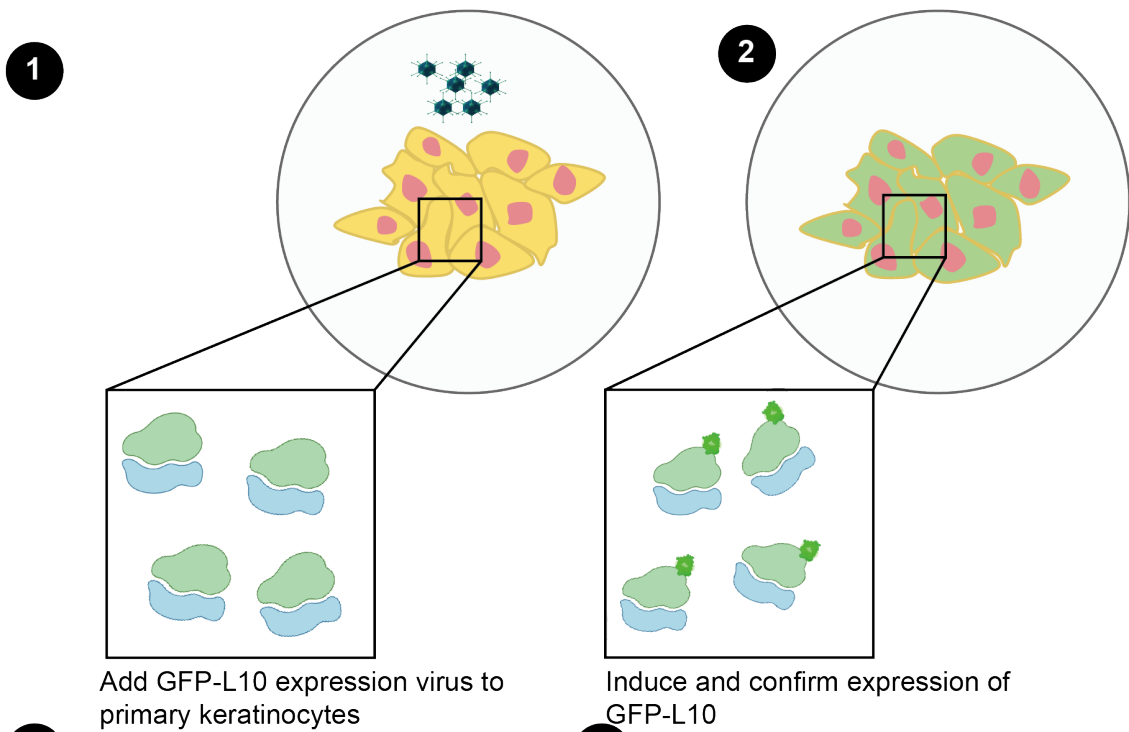 1
2
Add GFP-L10 expression virus to
primary keratinocytes
Induce and confirm expression of
GFP-L10